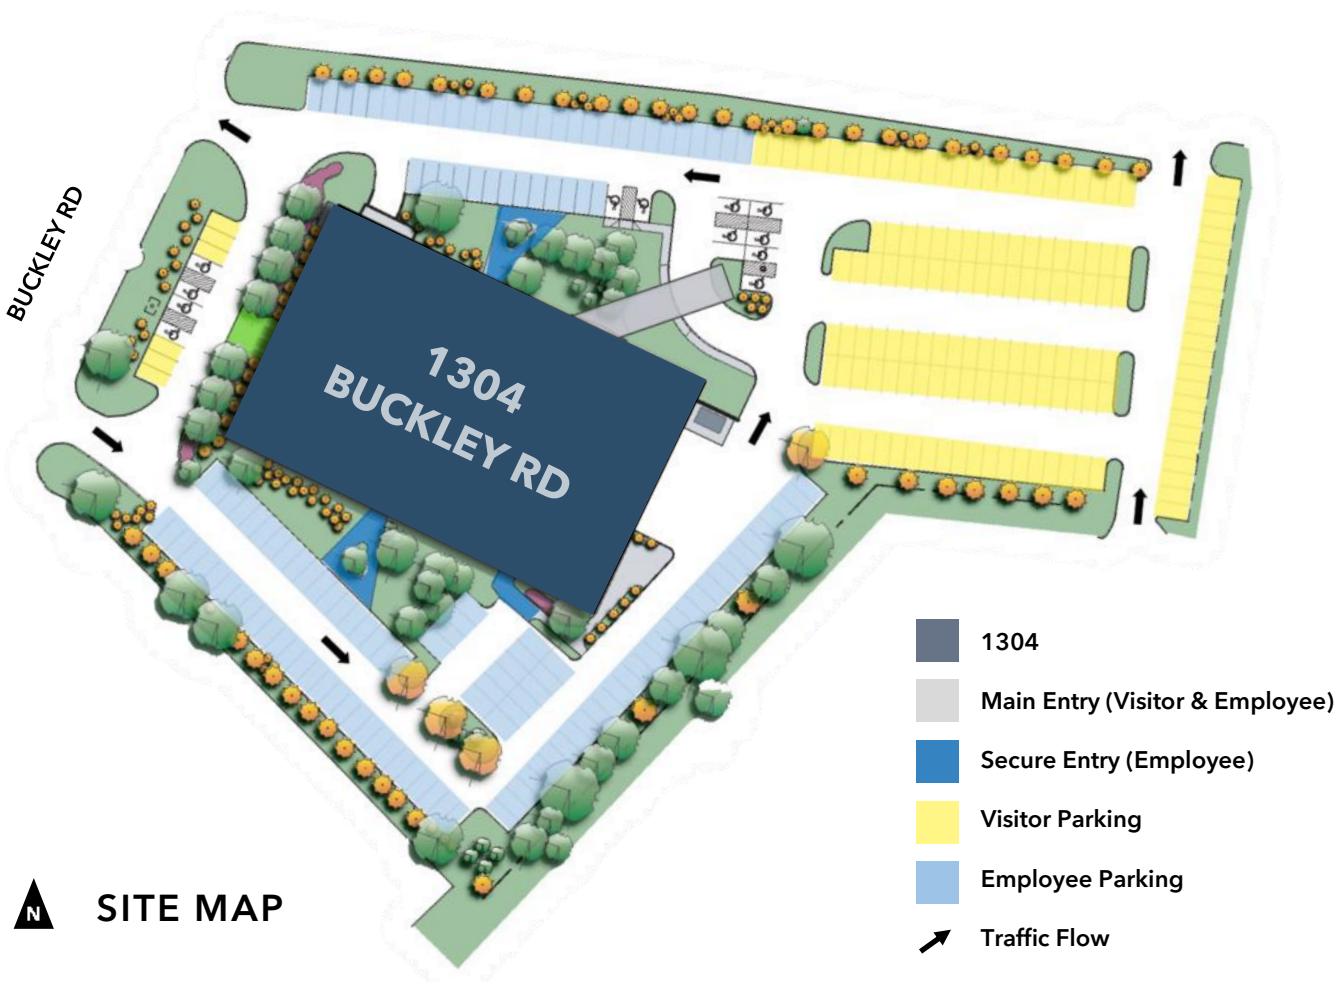 BUCKLEY RD
1304
BUCKLEY RD
1304
Main Entry (Visitor & Employee)
Secure Entry (Employee)
Visitor Parking
Employee Parking
Traffic Flow
N
SITE MAP